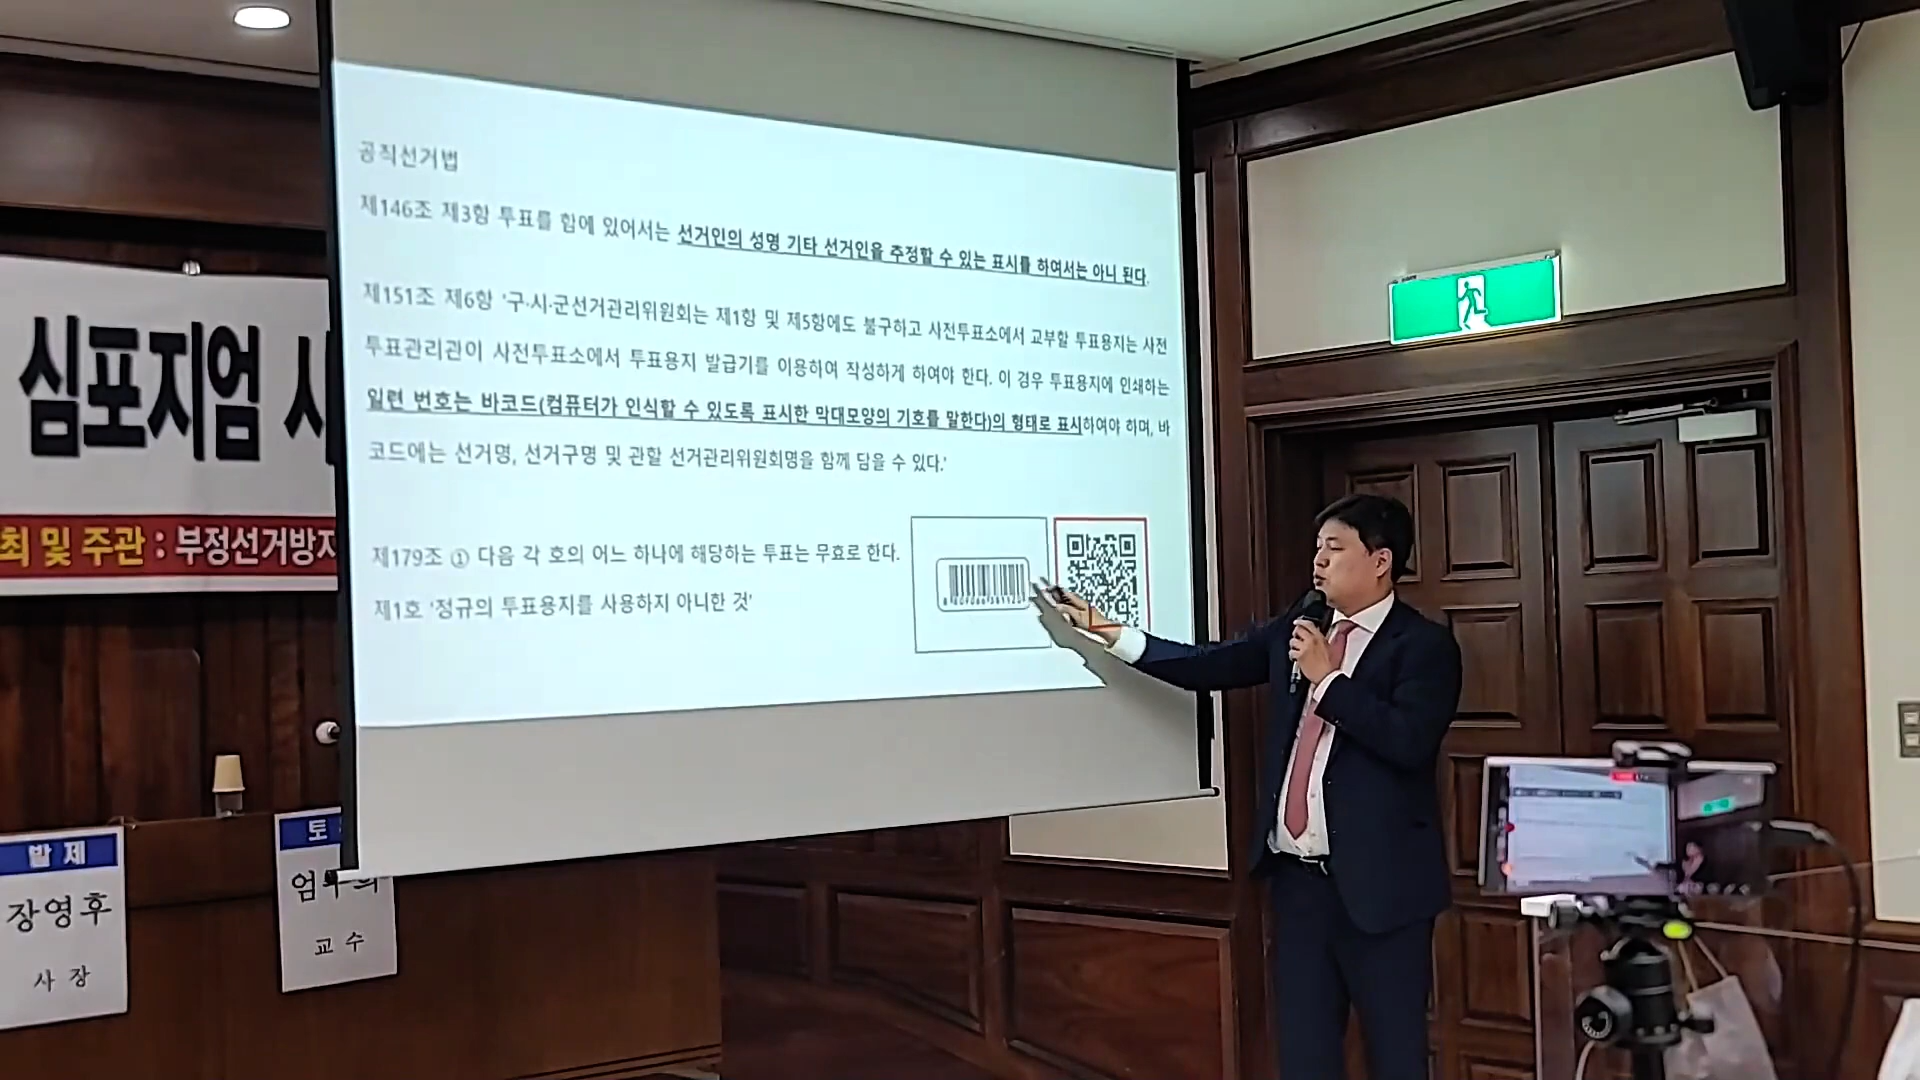 공직선거법
제146조 제3항 투표를 함에 있어서는 선거인의 성명 기타 선거인을 추정할 수 있는 표시를 하여서는 아니 된다.
제151조 제6항 '구·시·군선거관리위원회는 제1항 및 제5항에도 불구하고 사전투표소에서 교부할 투표용지는 사전
투표관리관이 사전투표소에서 투표용지 발급기를 이용하여 작성하게 하여야 한다. 이 경우 투표용지에 인쇄하는
일련 번호는 바코드(컴퓨터가 인식할 수 있도록 표시한 막대모양의 기호를 말한다)의 형태로 표시하여야 하며, 바
코드에는 선거명, 선거구명 및 관할 선거관리위원회명을 함께 담을 수 있다.'
제179조 ① 다음 각 호의 어느 하나에 해당하는 투표는 무효로 한다.
제1호 '정규의 투표용지를 사용하지 아니한 것'
심포지엄
최 및 주관 : 부정선거방지
발 제
장영후
사 장
토
엄
교 수